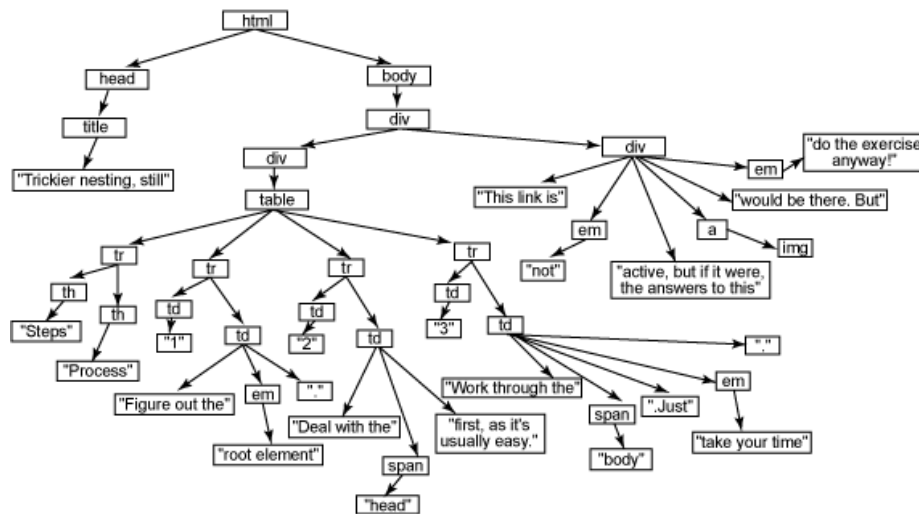 html
head
body
title
div
div
div
"do the exercise
anyway!"
em
"Trickier nesting, still"
"This link is"
"would be there. But"
table
em
a
img
tr
tr
tr
tr
"not"
"active, but if it were,
the answers to this"
th
td
td
td
"Steps"
th
"1"
td
"2"
td
"3"
td
"."
"Process"
"Figure out the"
em
"."
"Work through the"
".Just"
em
"Deal with the"
"first, as it's
usually easy."
span
"take your time"
"root element"
"body"
span
"head"